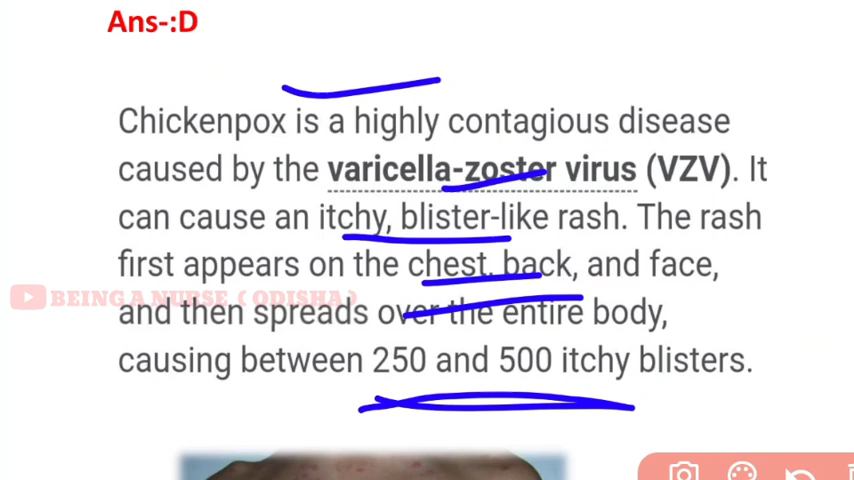 Ans-:D
Chickenpox is a highly contagious disease
caused by the varicella-zoster virus (VZV). It
can cause an itchy, blister-like rash. The rash
first appears on the chest, back, and face,
BEING A NURSE ( ODISHA )
and then spreads over the entire body,
causing between 250 and 500 itchy blisters.